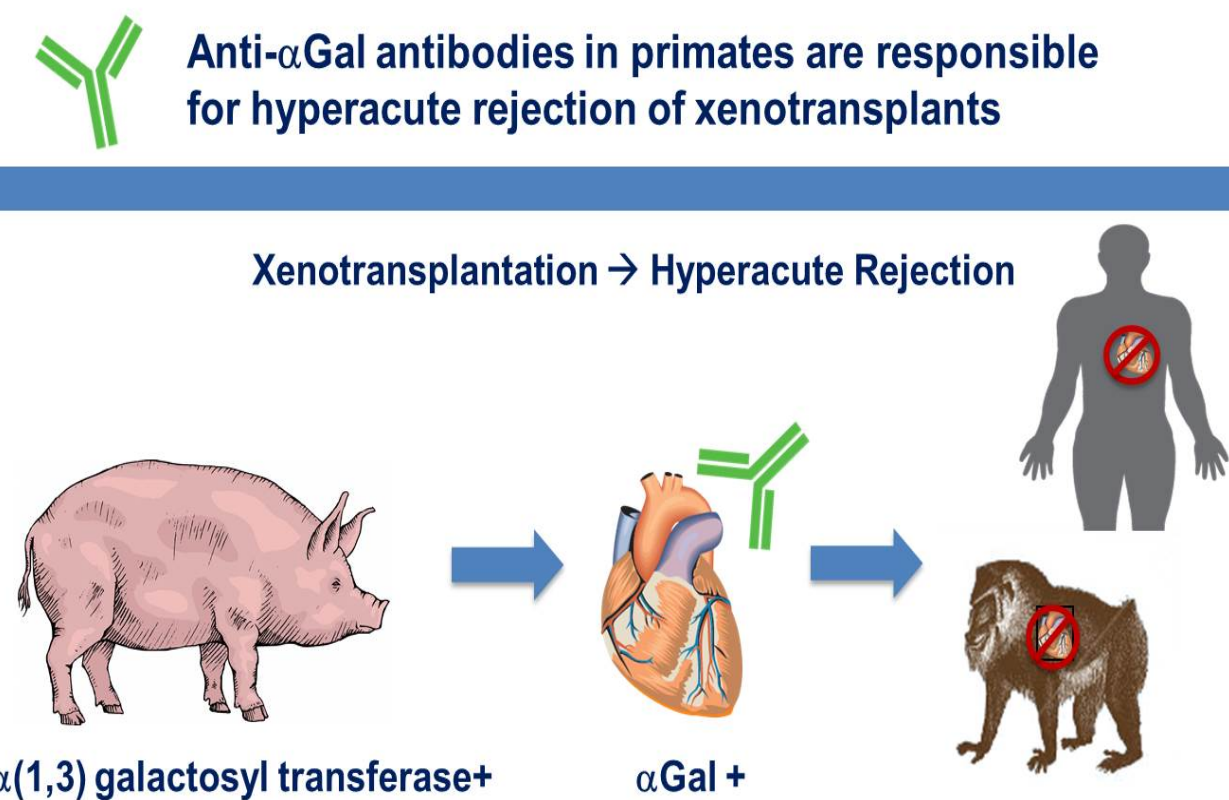 Anti-αGal antibodies in primates are responsible
for hyperacute rejection of xenotransplants
Xenotransplantation → Hyperacute Rejection
α(1,3) galactosyl transferase+
αGal +